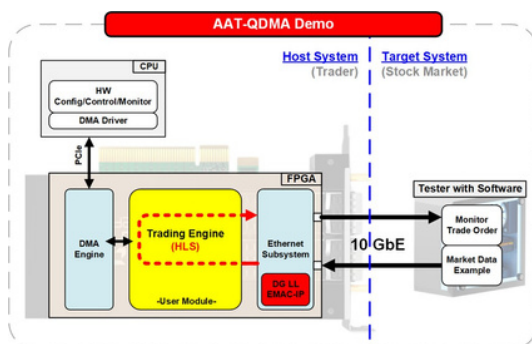 AAT-QDMA Demo
Host System
(Trader)
Target System
(Stock Market)
CPU
HW
Config/Control/Monitor
DMA Driver
PCIe
FPGA
DMA
Engine
Trading Engine
(HLS)
-User Module-
Ethernet
Subsystem
DG LL
EMAC-IP
10 GbE
Tester with Software
Monitor
Trade Order
Market Data
Example